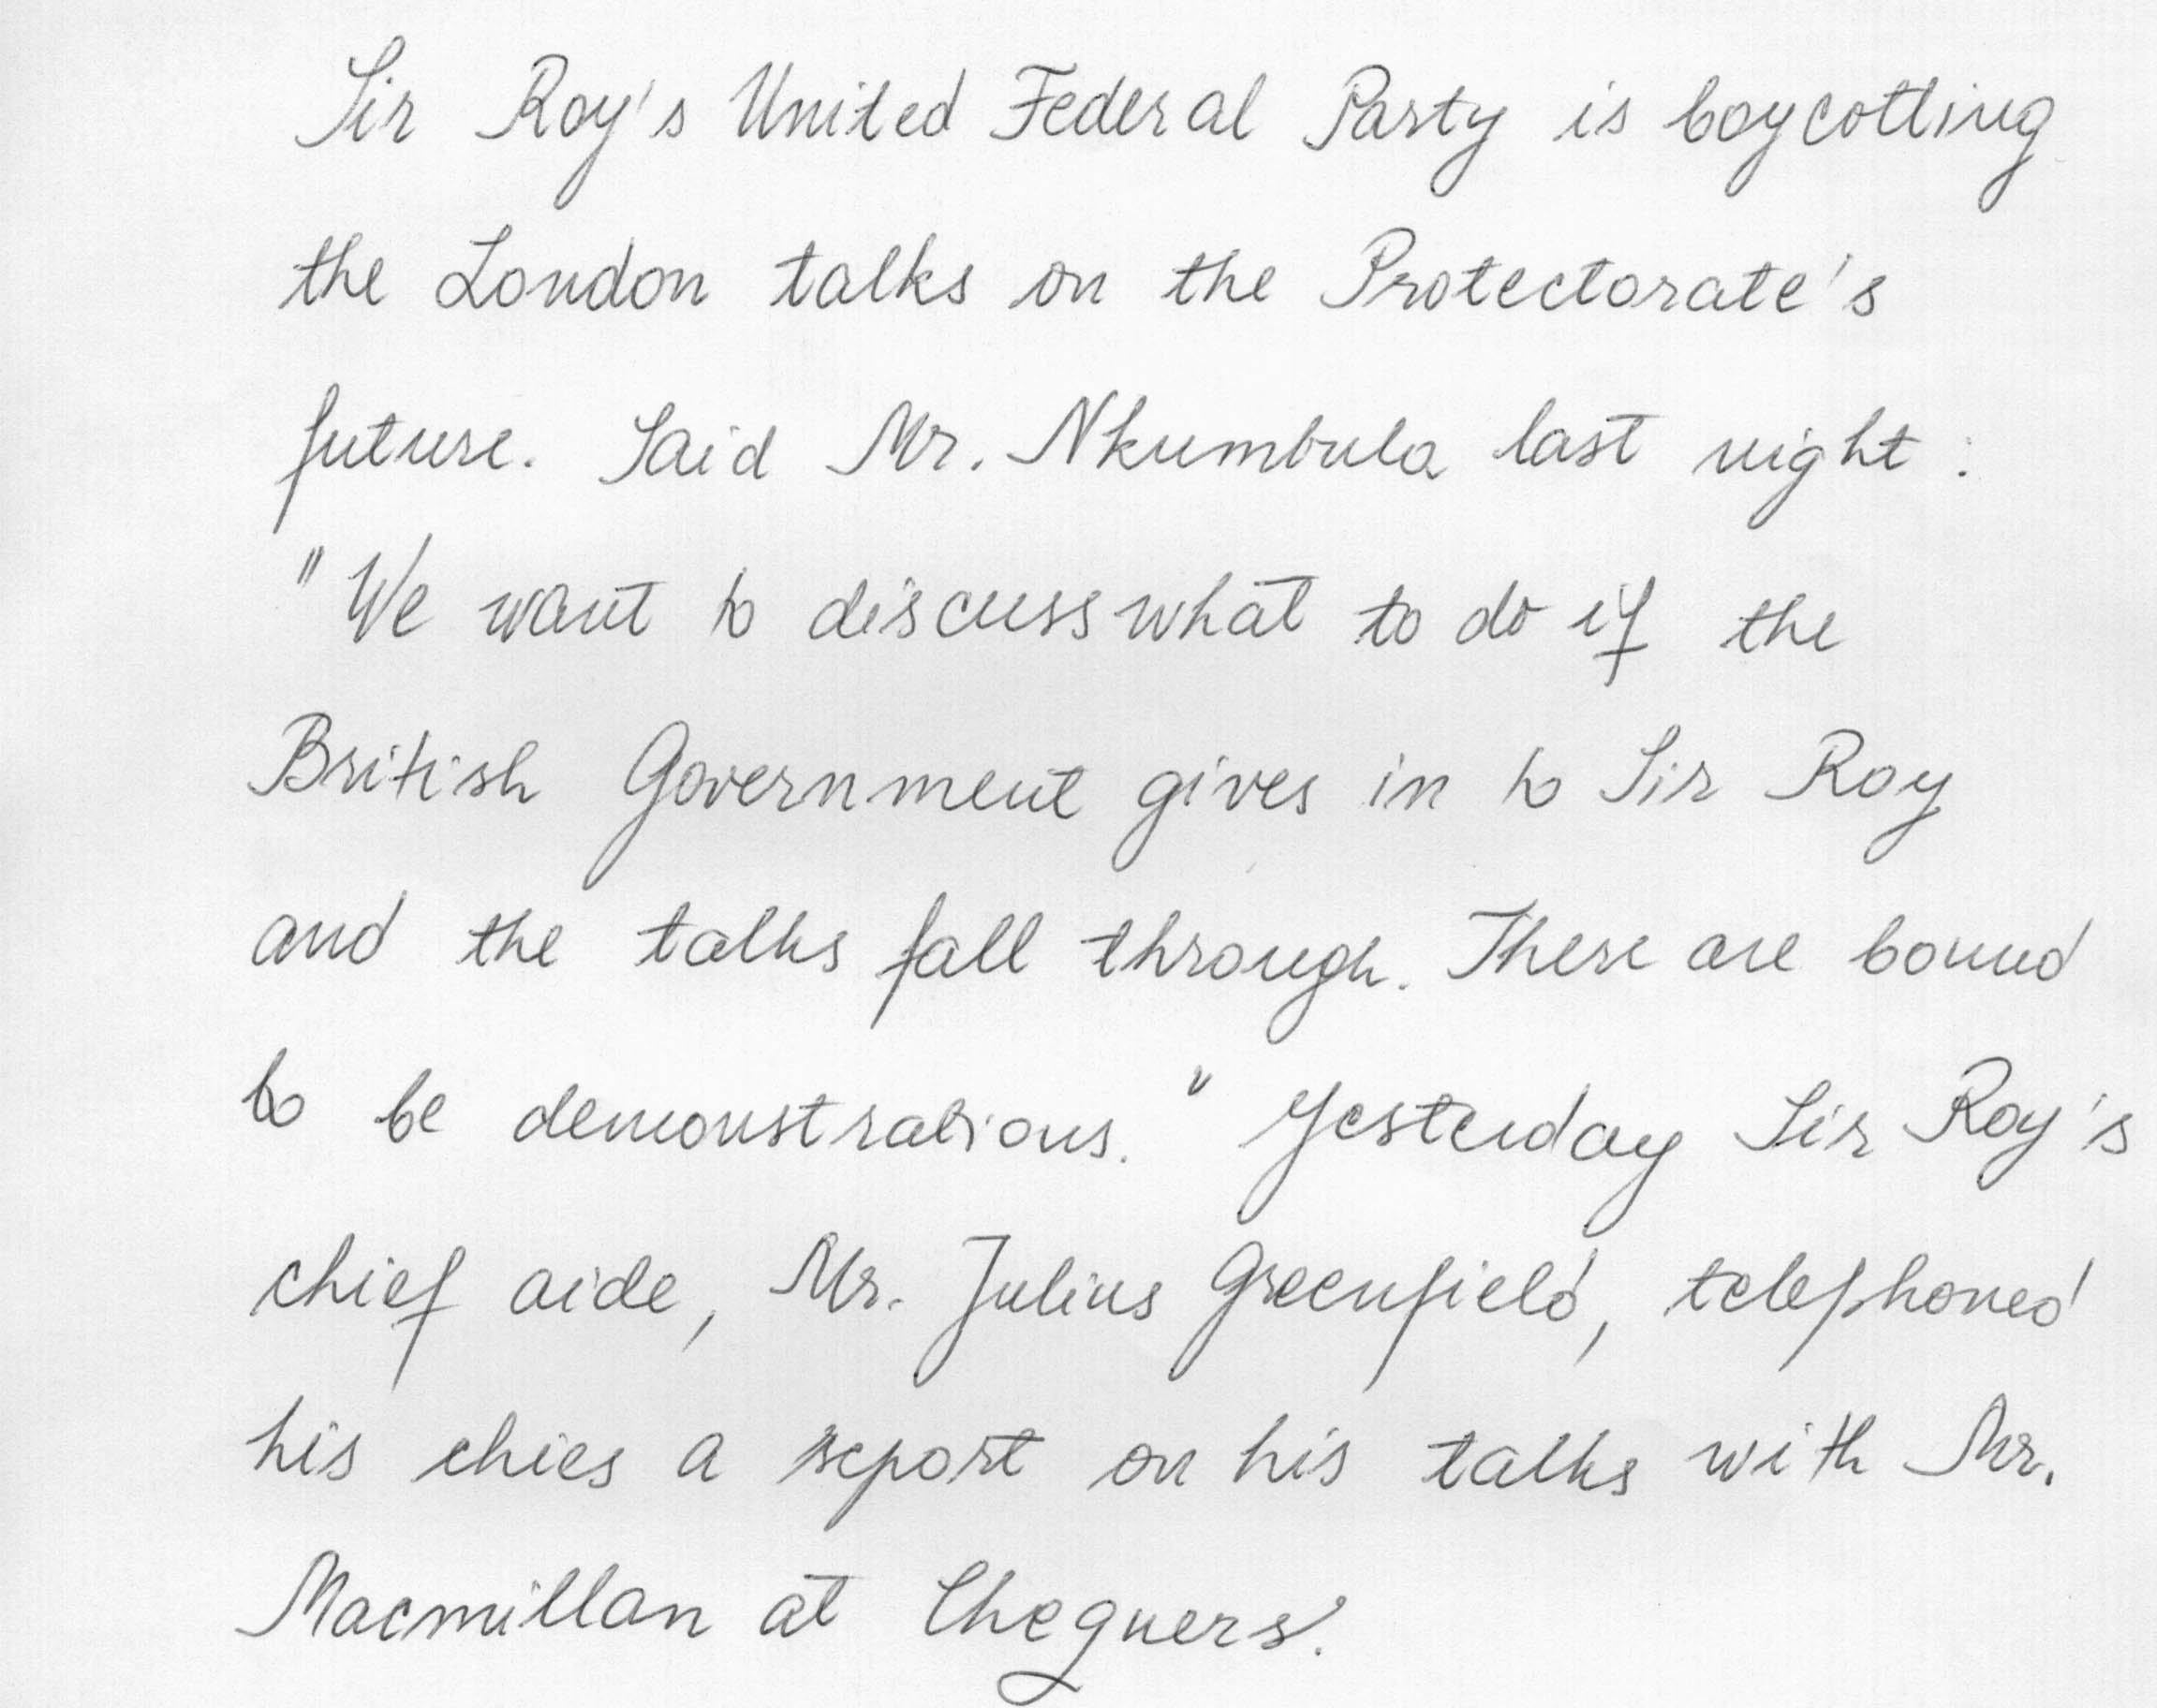 Sir Roy's United Federal Party is boycotting
the London talks on the Protectorate's
future. Said Mr. Nkumbula last night :
"We want to discuss what to do if the
British Government gives in to Sir Roy
and the talks fall through. There are bound
to be demonstrations." Yesterday Sir Roy's
chief aide, Mr. Julius Greenfield, telephoned
his chies a report on his talks with Mr.
Macmillan at Chequers.